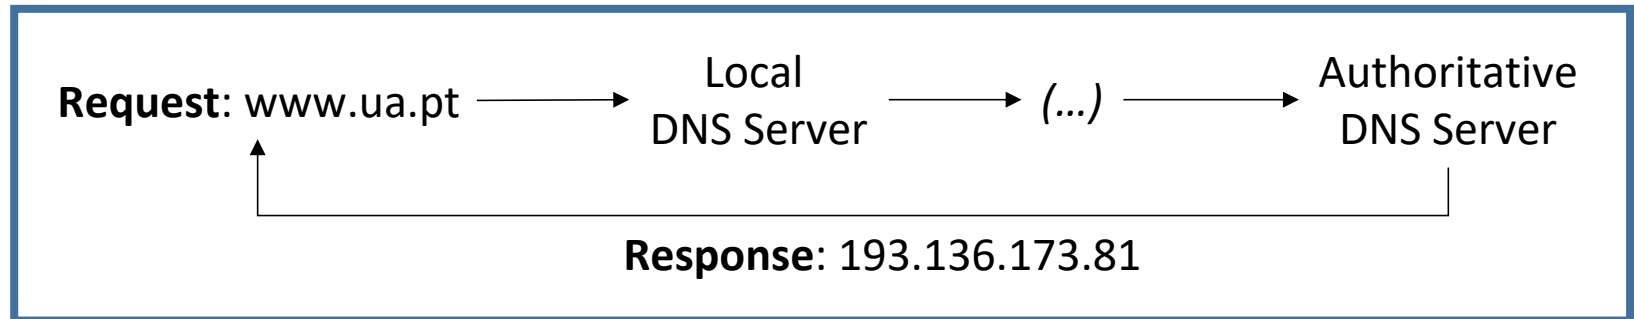 Request: www.ua.pt
Local
DNS Server
(...)
Authoritative
DNS Server
Response: 193.136.173.81